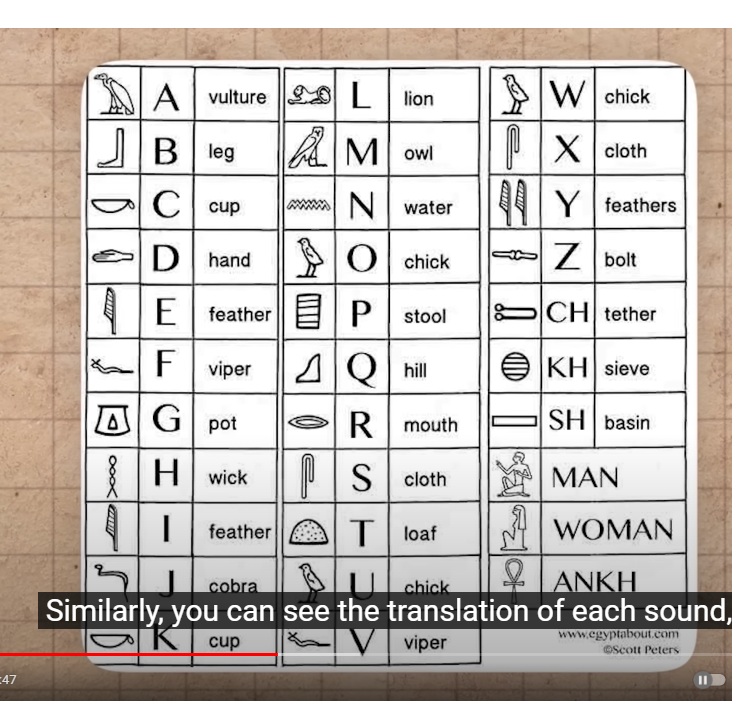 A vulture L lion W chick
B leg M owl X cloth
C cup N water Y feathers
D hand O chick Z bolt
E feather P stool CH tether
F viper Q hill KH sieve
G pot R mouth SH basin
H wick S cloth MAN
I feather T loaf WOMAN
J cobra U chick ANKH
Similarly, you can see the translation of each sound,
K cup V viper www.egyptabout.com
©Scott Peters
:47